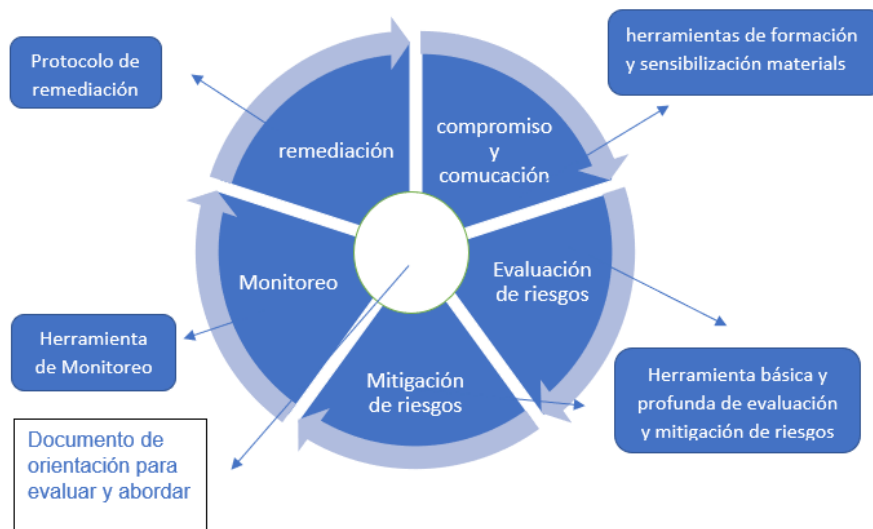 Protocolo de
remediación
herramientas de formación
y sensibilización materials
remediación
compromiso
y
comucación
Evaluación
de riesgos
Monitoreo
Mitigación
de riesgos
Herramienta
de Monitoreo
Herramienta básica y
profunda de evaluación
y mitigación de riesgos
Documento de
orientación para
evaluar y abordar